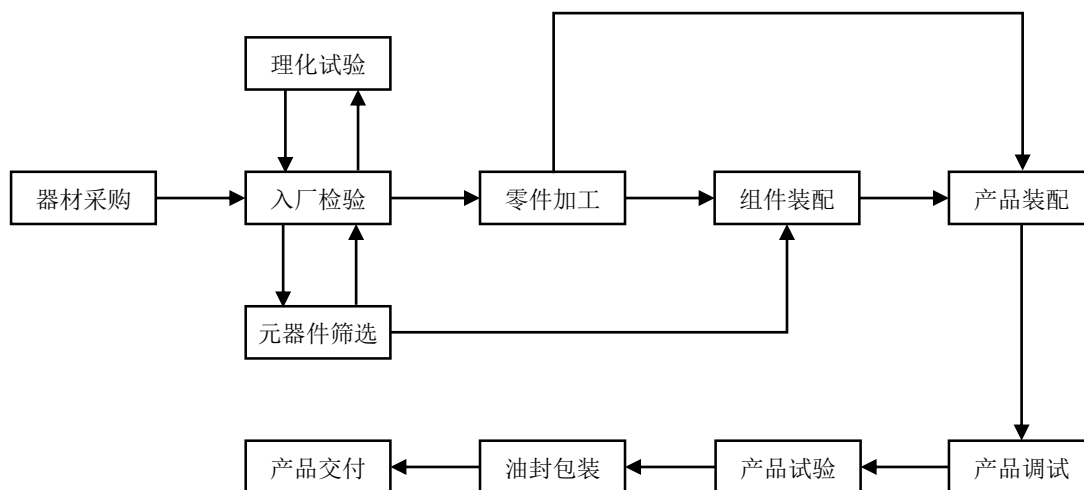 理化试验
器材采购
入厂检验
零件加工
组件装配
产品装配
元器件筛选
产品交付
油封包装
产品试验
产品调试